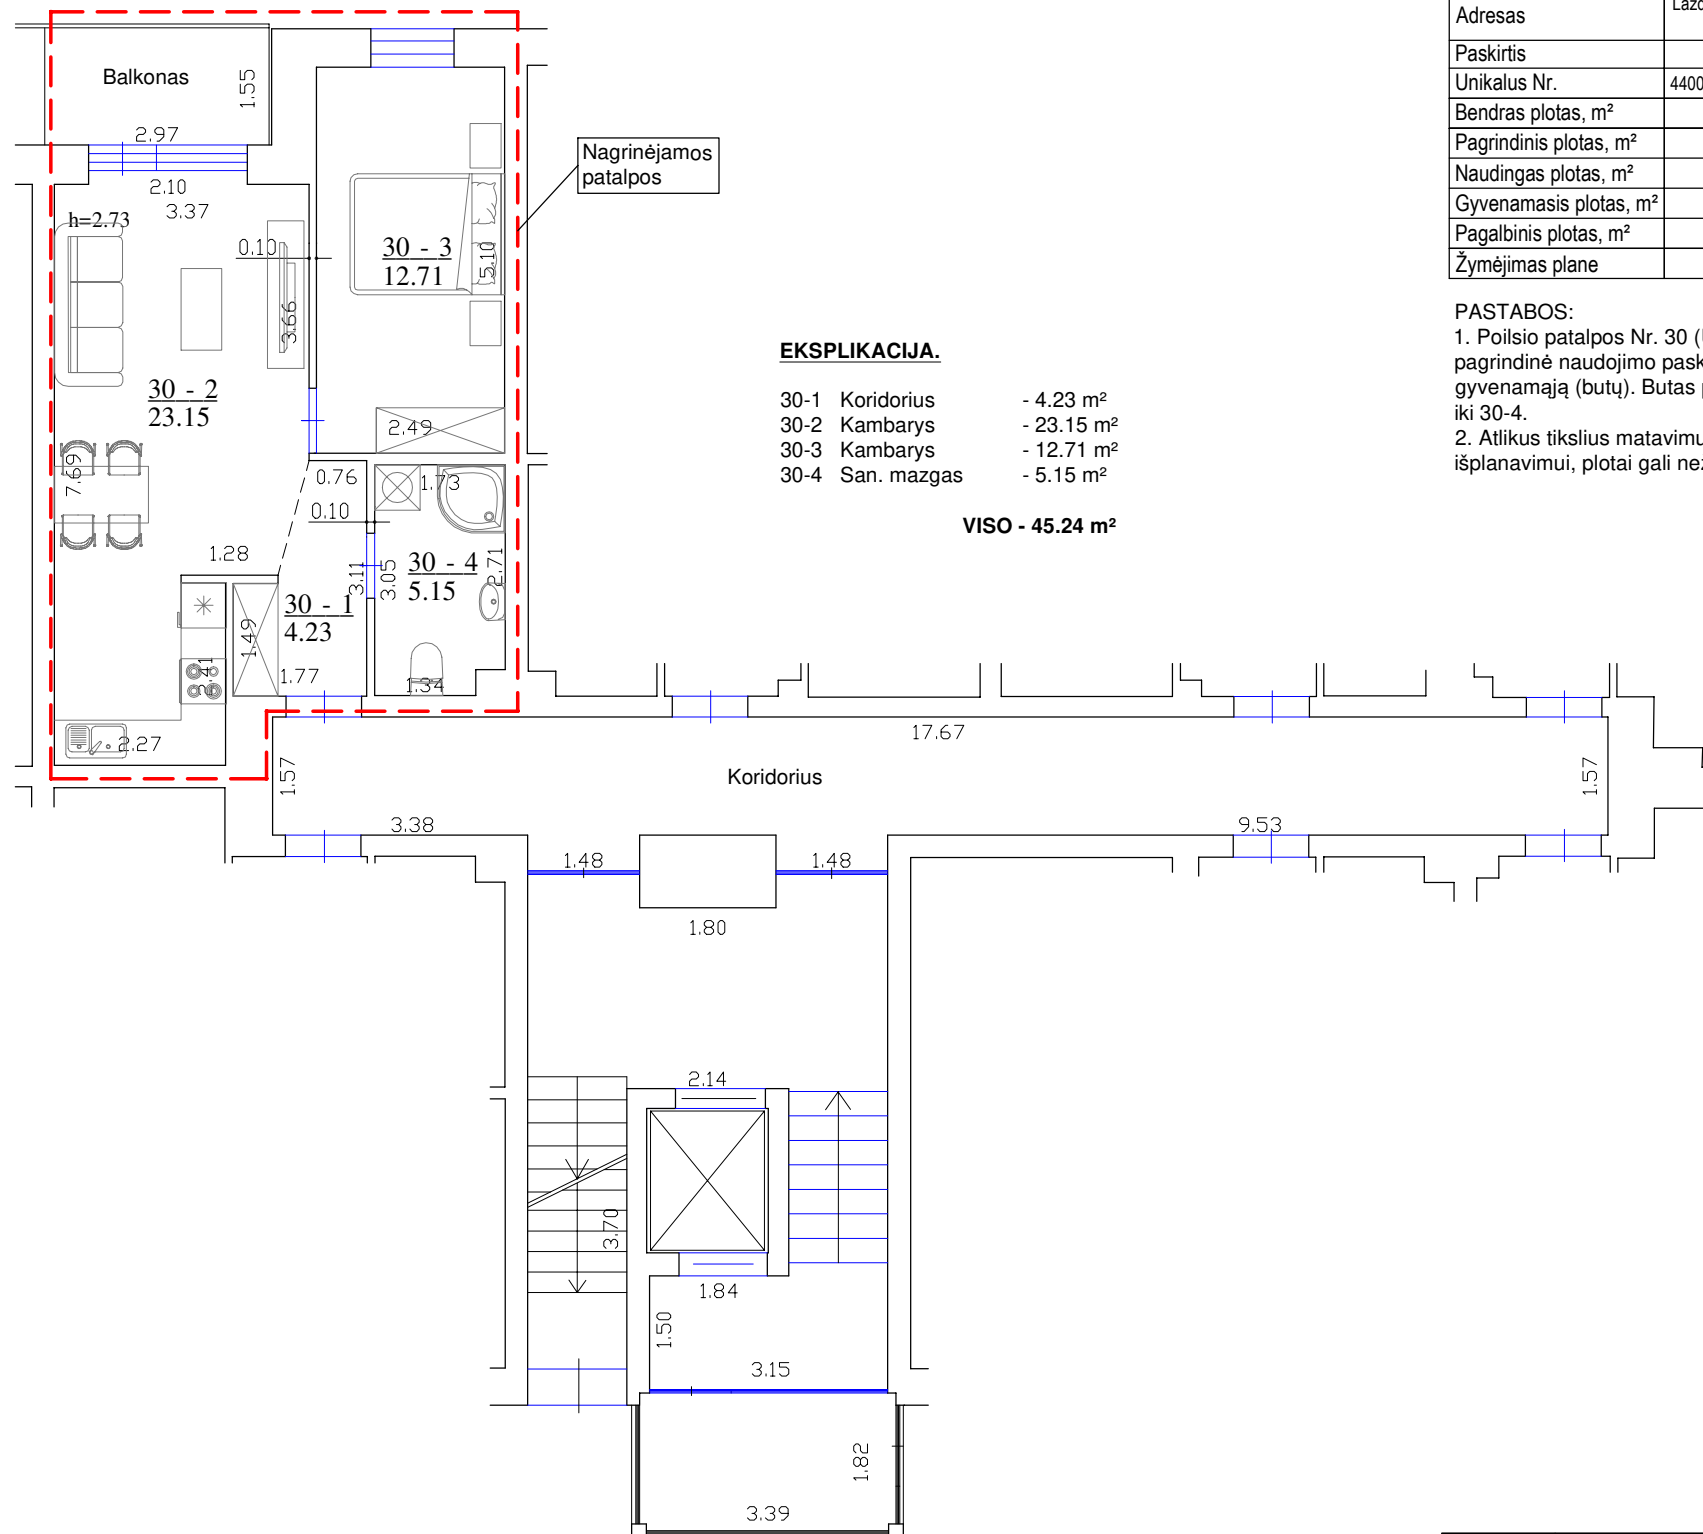 Balkonas
1.55
2.97
2.10
3.37
h=2.73
0.10
30 - 3
12.71
5.10
3.66
30 - 2
23.15
2.49
7.69
0.76
1.73
0.10
1.28
3.11
3.05
30 - 4
5.15
2.71
30 - 1
4.23
1.49
1.77
2.41
1.34
2.27
Nagrinėjamos
patalpos
EKSPLIKACIJA.
30-1 Koridorius - 4.23 m²
30-2 Kambarys - 23.15 m²
30-3 Kambarys - 12.71 m²
30-4 San. mazgas - 5.15 m²
VISO - 45.24 m²
Adresas
Paskirtis
Unikalus Nr. 4400
Bendras plotas, m²
Pagrindinis plotas, m²
Naudingas plotas, m²
Gyvenamasis plotas, m²
Pagalbinis plotas, m²
Žymėjimas plane
PASTABOS:
1. Poilsio patalpos Nr. 30 (
pagrindinė naudojimo pask
gyvenamąją (butų). Butas
iki 30-4.
2. Atlikus tikslius matavimu
išplanavimui, plotai gali nez
17.67
1.57
Koridorius
1.57
3.38
9.53
1.48
1.48
1.80
2.14
3.70
1.84
1.50
3.15
1.82
3.39